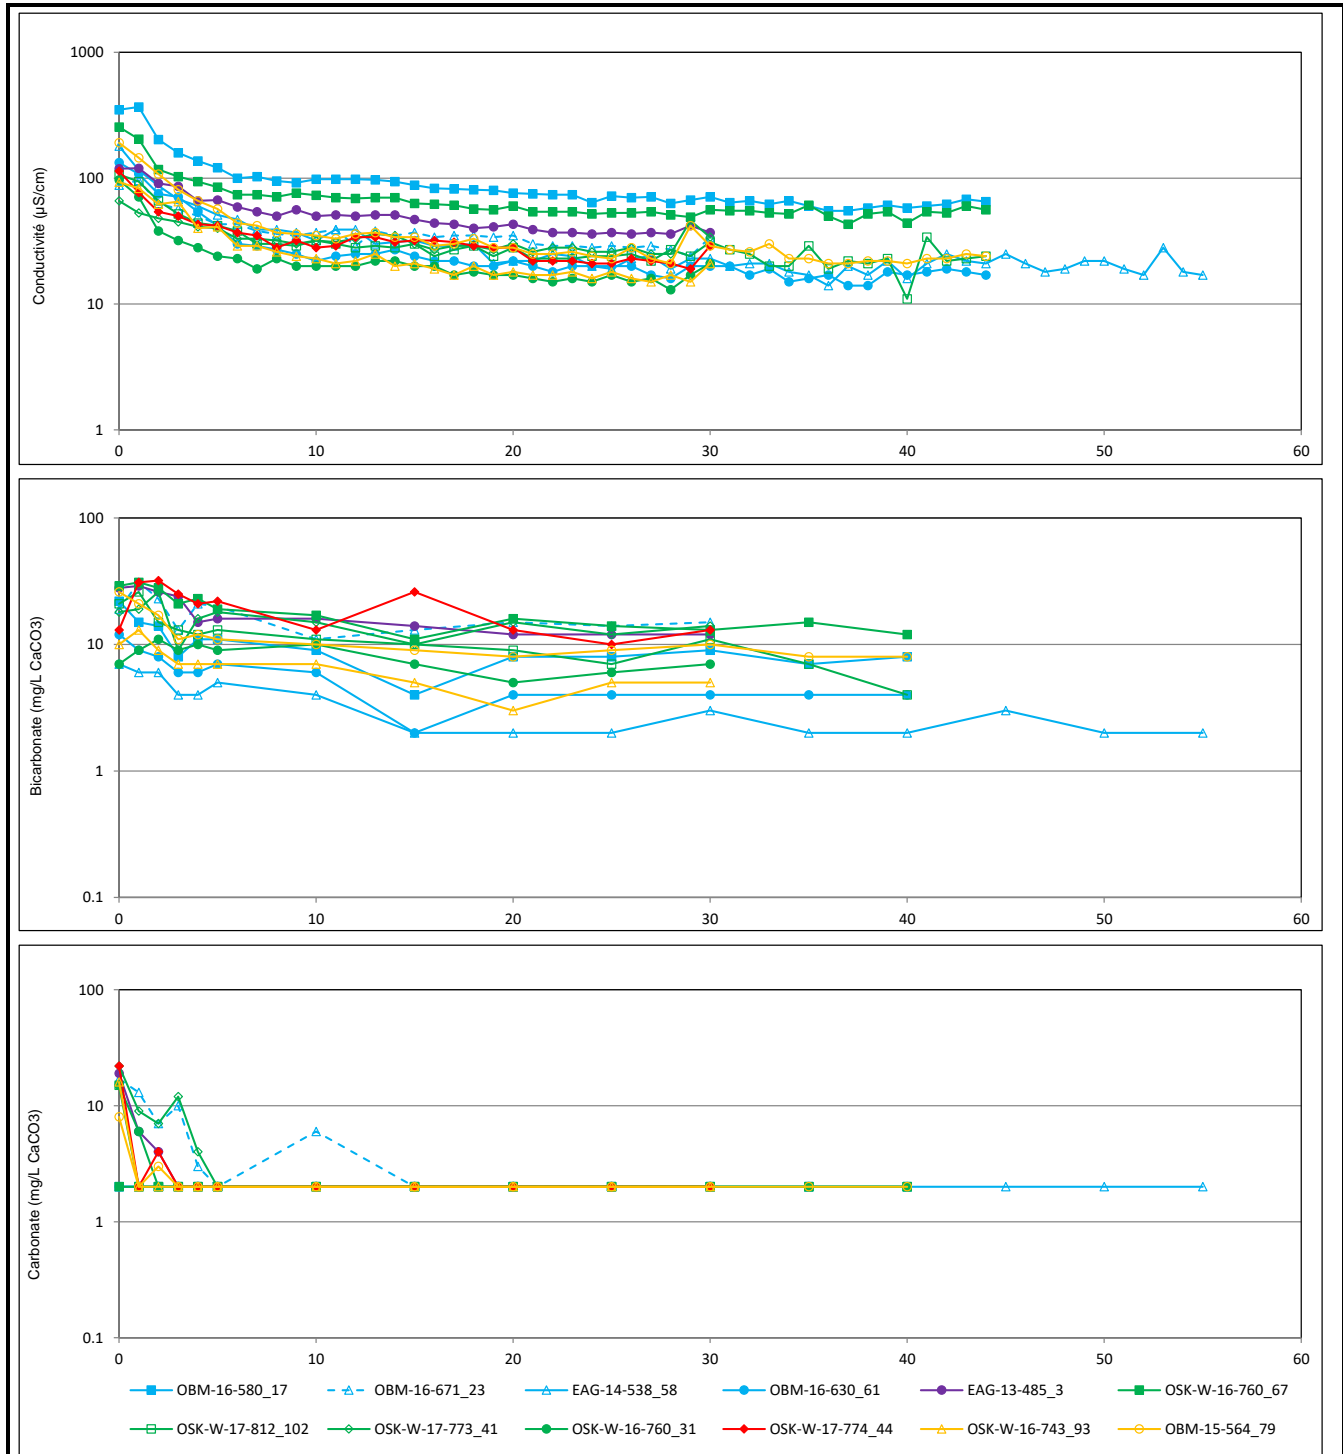 1000
100
10
1
Conductivité (µS/cm)
0 10 20 30 40 50 60
100
10
1
0.1
Bicarbonate (mg/L CaCO3)
0 10 20 30 40 50 60
100
10
1
0.1
Carbonate (mg/L CaCO3)
0 10 20 30 40 50 60
OBM-16-580_17 OBM-16-671_23 EAG-14-538_58 OBM-16-630_61 EAG-13-485_3 OSK-W-16-760_67
OSK-W-17-812_102 OSK-W-17-773_41 OSK-W-16-760_31 OSK-W-17-774_44 OSK-W-16-743_93 OBM-15-564_79